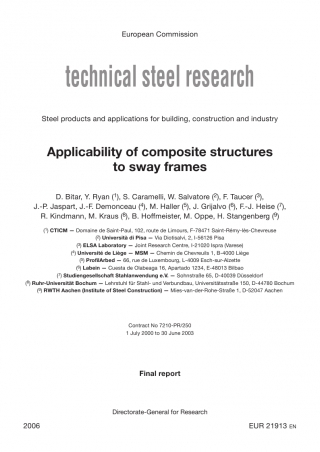 European Commission
technical steel research
Steel products and applications for building, construction and industry
Applicability of composite structures
to sway frames
D. Bitar, Y. Ryan (1), S. Caramelli, W. Salvatore (2), F. Taucer (3),
J.-P. Jaspart, J.-F. Demonceau (4), M. Haller (5), J. Grijalvo (6), F.-J. Heise (7),
R. Kindmann, M. Kraus (8), B. Hoffmeister, M. Oppe, H. Stangenberg (9)
(1) CTICM — Domaine de Saint-Paul, 102, route de Limours, F-78471 Saint-Rémy-lès-Chevreuse
(2) Università di Pisa — Via Diotisalvi, 2, I-56126 Pisa
(3) ELSA Laboratory — Joint Research Centre, I-21020 Ispra (Varese)
(4) Université de Liège — MSM — Chemin de Chevreuils 1, B-4000 Liège
(5) ProfilArbed — 66, rue de Luxembourg, L-4009 Esch-sur-Alzette
(6) Labein — Cuesta de Olabeaga 16, Apartado 1234, E-48013 Bilbao
(7) Studiengesellschaft Stahlanwendung e.V. — Sohnstraße 65, D-40039 Düsseldorf
(8) Ruhr-Universität Bochum — Lehrstuhl für Stahl- und Verbundbau, Universitätsstraße 150, D-44780 Bochum
(9) RWTH Aachen (Institute of Steel Construction) — Mies-van-der-Rohe-Straße 1, D-52047 Aachen
Contract No 7210-PR/250
1 July 2000 to 30 June 2003
Final report
Directorate-General for Research
2006 EUR 21913 EN